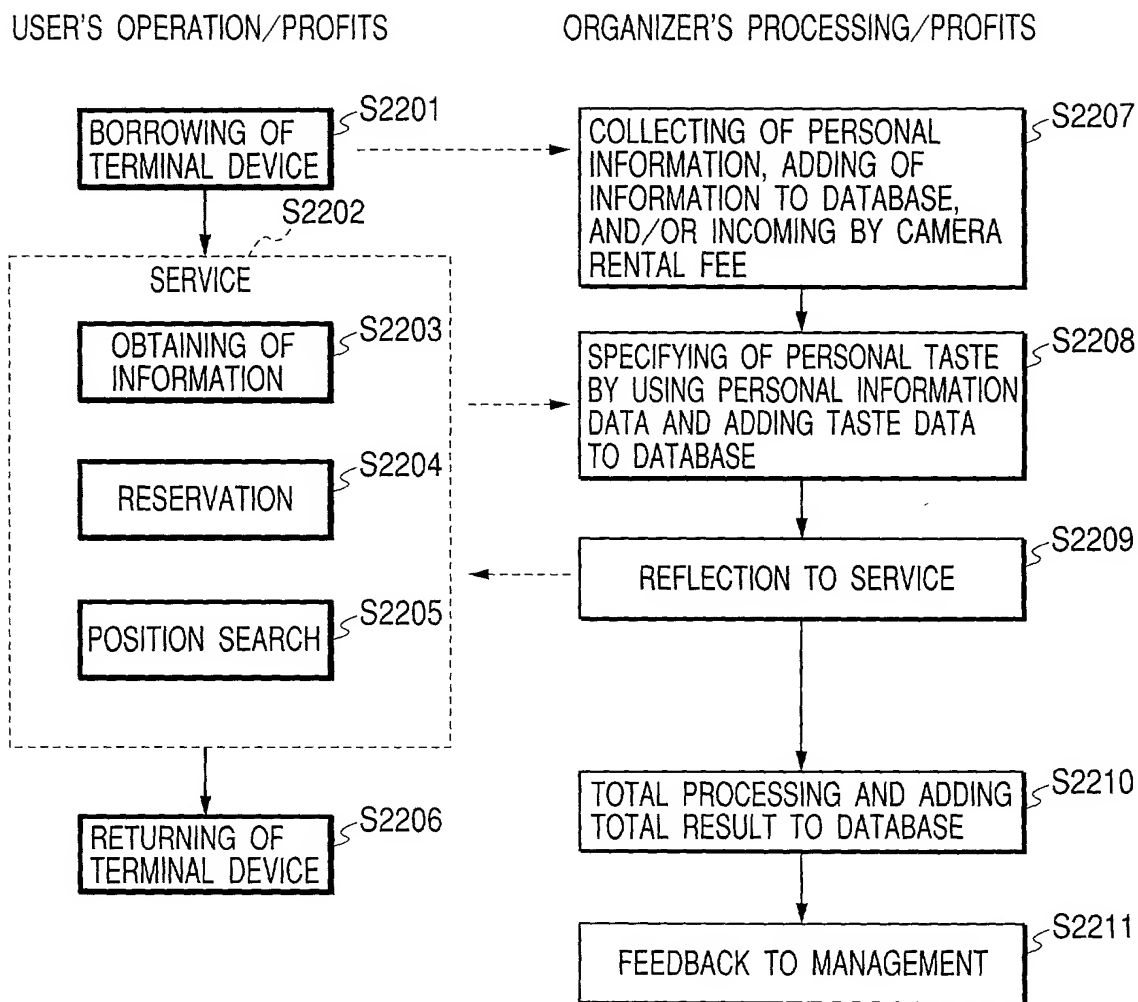 USER'S OPERATION/PROFITS
ORGANIZER'S PROCESSING/PROFITS
BORROWING OF
TERMINAL DEVICE
S2201
S2202
SERVICE
OBTAINING OF
INFORMATION
S2203
RESERVATION
S2204
POSITION SEARCH
S2205
RETURNING OF
TERMINAL DEVICE
S2206
COLLECTING OF PERSONAL
INFORMATION, ADDING OF
INFORMATION TO DATABASE,
AND/OR INCOMING BY CAMERA
RENTAL FEE
S2207
SPECIFYING OF PERSONAL TASTE
BY USING PERSONAL INFORMATION
DATA AND ADDING TASTE DATA
TO DATABASE
S2208
REFLECTION TO SERVICE
S2209
TOTAL PROCESSING AND ADDING
TOTAL RESULT TO DATABASE
S2210
FEEDBACK TO MANAGEMENT
S2211